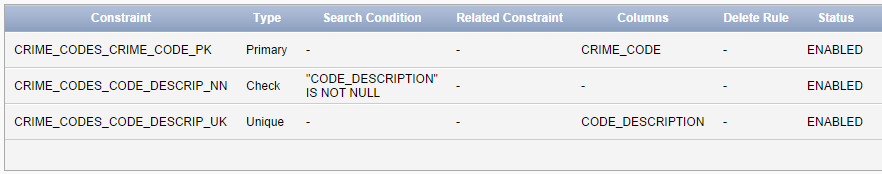 Constraint Type Search Condition Related Constraint Columns Delete Rule Status
CRIME_CODES_CRIME_CODE_PK Primary - - CRIME_CODE - ENABLED
CRIME_CODES_CODE_DESCRIP_NN Check "CODE_DESCRIPTION" IS NOT NULL - - - ENABLED
CRIME_CODES_CODE_DESCRIP_UK Unique - - CODE_DESCRIPTION - ENABLED